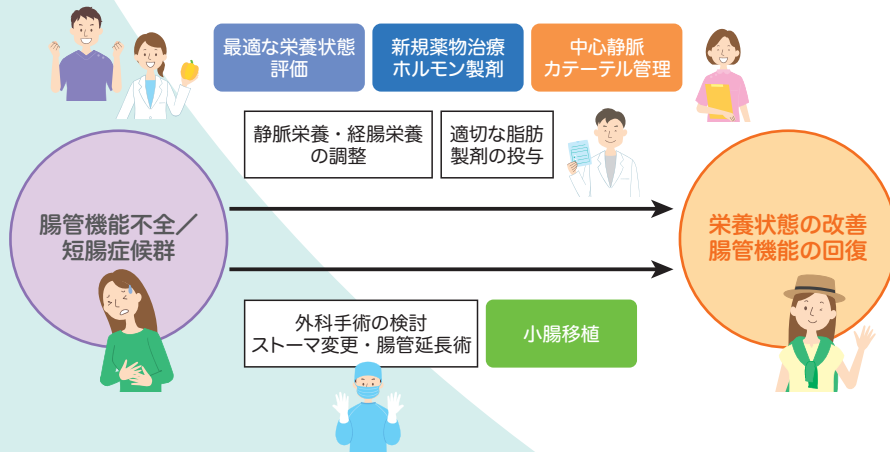 最適な栄養状態
評価
新規薬物治療
ホルモン製剤
中心静脈
カテーテル管理
静脈栄養・経腸栄養
の調整
適切な脂肪
製剤の投与
腸管機能不全／
短腸症候群
栄養状態の改善
腸管機能の回復
外科手術の検討
ストーマ変更・腸管延長術
小腸移植